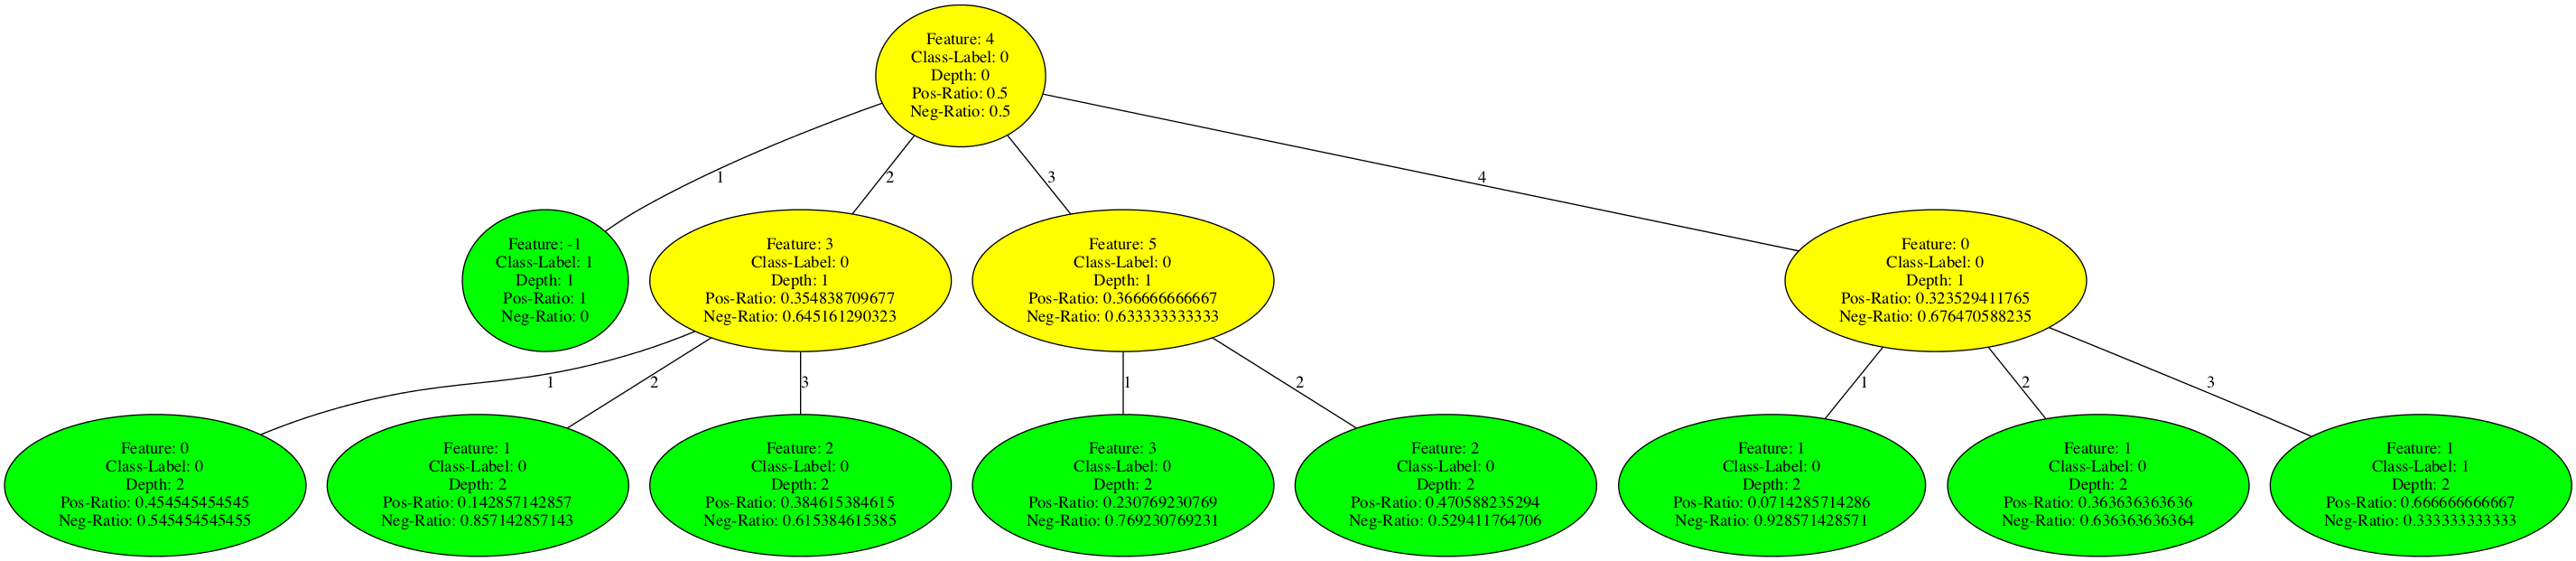 Feature: 4
Class-Label: 0
Depth: 0
Pos-Ratio: 0.5
Neg-Ratio: 0.5
1
2
3
4
Feature: -1
Class-Label: 1
Depth: 1
Pos-Ratio: 1
Neg-Ratio: 0
Feature: 3
Class-Label: 0
Depth: 1
Pos-Ratio: 0.354838709677
Neg-Ratio: 0.645161290323
Feature: 5
Class-Label: 0
Depth: 1
Pos-Ratio: 0.366666666667
Neg-Ratio: 0.633333333333
Feature: 0
Class-Label: 0
Depth: 1
Pos-Ratio: 0.323529411765
Neg-Ratio: 0.676470588235
1
2
3
1
2
1
2
3
Feature: 0
Class-Label: 0
Depth: 2
Pos-Ratio: 0.454545454545
Neg-Ratio: 0.545454545455
Feature: 1
Class-Label: 0
Depth: 2
Pos-Ratio: 0.142857142857
Neg-Ratio: 0.857142857143
Feature: 2
Class-Label: 0
Depth: 2
Pos-Ratio: 0.384615384615
Neg-Ratio: 0.615384615385
Feature: 3
Class-Label: 0
Depth: 2
Pos-Ratio: 0.230769230769
Neg-Ratio: 0.769230769231
Feature: 2
Class-Label: 0
Depth: 2
Pos-Ratio: 0.470588235294
Neg-Ratio: 0.529411764706
Feature: 1
Class-Label: 0
Depth: 2
Pos-Ratio: 0.0714285714286
Neg-Ratio: 0.928571428571
Feature: 1
Class-Label: 0
Depth: 2
Pos-Ratio: 0.363636363636
Neg-Ratio: 0.636363636364
Feature: 1
Class-Label: 1
Depth: 2
Pos-Ratio: 0.666666666667
Neg-Ratio: 0.333333333333